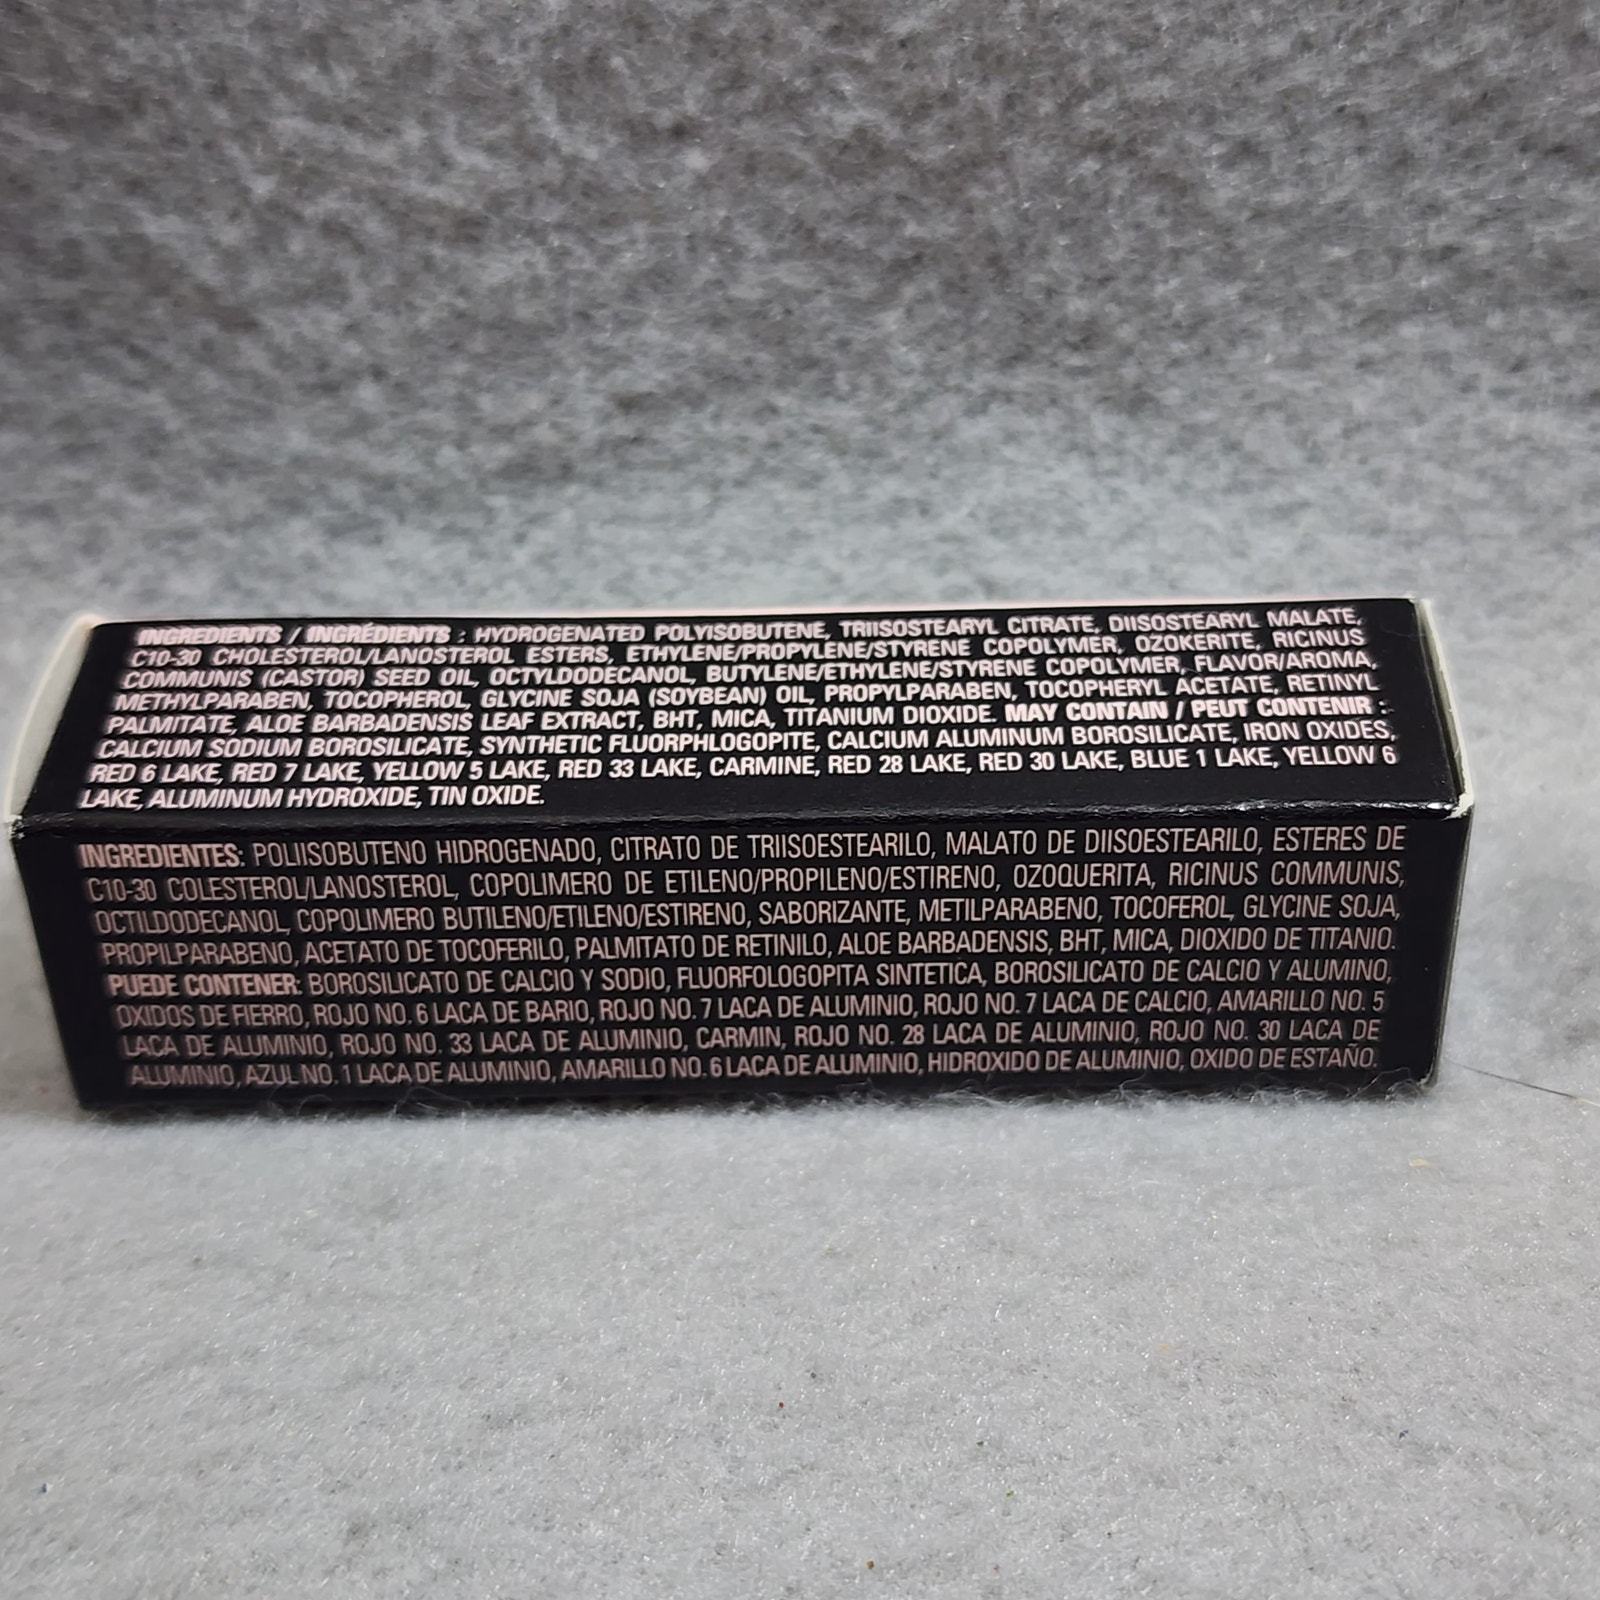 INGREDIENTS / INGRÉDIENTS : HYDROGENATED POLYISOBUTENE, TRIISOSTEARYL CITRATE, DIISOSTEARYL MALATE,
C10-30 CHOLESTEROL/LANOSTEROL ESTERS, ETHYLENE/PROPYLENE/STYRENE COPOLYMER, OZOKERITE, RICINUS
COMMUNIS (CASTOR) SEED OIL, OCTYLDODECANOL, BUTYLENE/ETHYLENE/STYRENE COPOLYMER, FLAVOR/AROMA,
METHYLPARABEN, TOCOPHEROL, GLYCINE SOJA (SOYBEAN) OIL, PROPYLPARABEN, TOCOPHERYL ACETATE, RETINYL
PALMITATE, ALOE BARBADENSIS LEAF EXTRACT, BHT, MICA, TITANIUM DIOXIDE. MAY CONTAIN / PEUT CONTENIR :
CALCIUM SODIUM BOROSILICATE, SYNTHETIC FLUORPHLOGOPITE, CALCIUM ALUMINUM BOROSILICATE, IRON OXIDES,
RED 6 LAKE, RED 7 LAKE, YELLOW 5 LAKE, RED 33 LAKE, CARMINE, RED 28 LAKE, RED 30 LAKE, BLUE 1 LAKE, YELLOW 6
LAKE, ALUMINUM HYDROXIDE, TIN OXIDE.
INGREDIENTES: POLIISOBUTENO HIDROGENADO, CITRATO DE TRIISOESTEARILO, MALATO DE DIISOESTEARILO, ESTERES DE
C10-30 COLESTEROL/LANOSTEROL, COPOLIMERO DE ETILENO/PROPILENO/ESTIRENO, OZOQUERITA, RICINUS COMMUNIS,
OCTILDODECANOL, COPOLIMERO BUTILENO/ETILENO/ESTIRENO, SABORIZANTE, METILPARABENO, TOCOFEROL, GLYCINE SOJA,
PROPILPARABENO, ACETATO DE TOCOFERILO, PALMITATO DE RETINILO, ALOE BARBADENSIS, BHT, MICA, DIOXIDO DE TITANIO.
PUEDE CONTENER: BOROSILICATO DE CALCIO Y SODIO, FLUORFOLOGOPITA SINTETICA, BOROSILICATO DE CALCIO Y ALUMINO,
OXIDOS DE FIERRO, ROJO NO. 6 LACA DE BARIO, ROJO NO. 7 LACA DE ALUMINIO, ROJO NO. 7 LACA DE CALCIO, AMARILLO NO. 5
LACA DE ALUMINIO, ROJO NO. 33 LACA DE ALUMINIO, CARMIN, ROJO NO. 28 LACA DE ALUMINIO, ROJO NO. 30 LACA DE
ALUMINIO, AZUL NO. 1 LACA DE ALUMINIO, AMARILLO NO. 6 LACA DE ALUMINIO, HIDROXIDO DE ALUMINIO, OXIDO DE ESTAÑO.